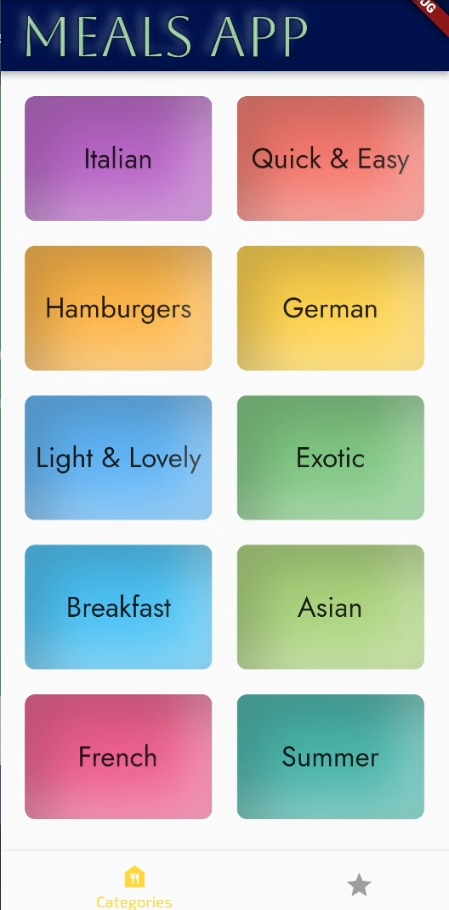 MEALS APP
Italian
Quick & Easy
Hamburgers
German
Light & Lovely
Exotic
Breakfast
Asian
French
Summer
Categories